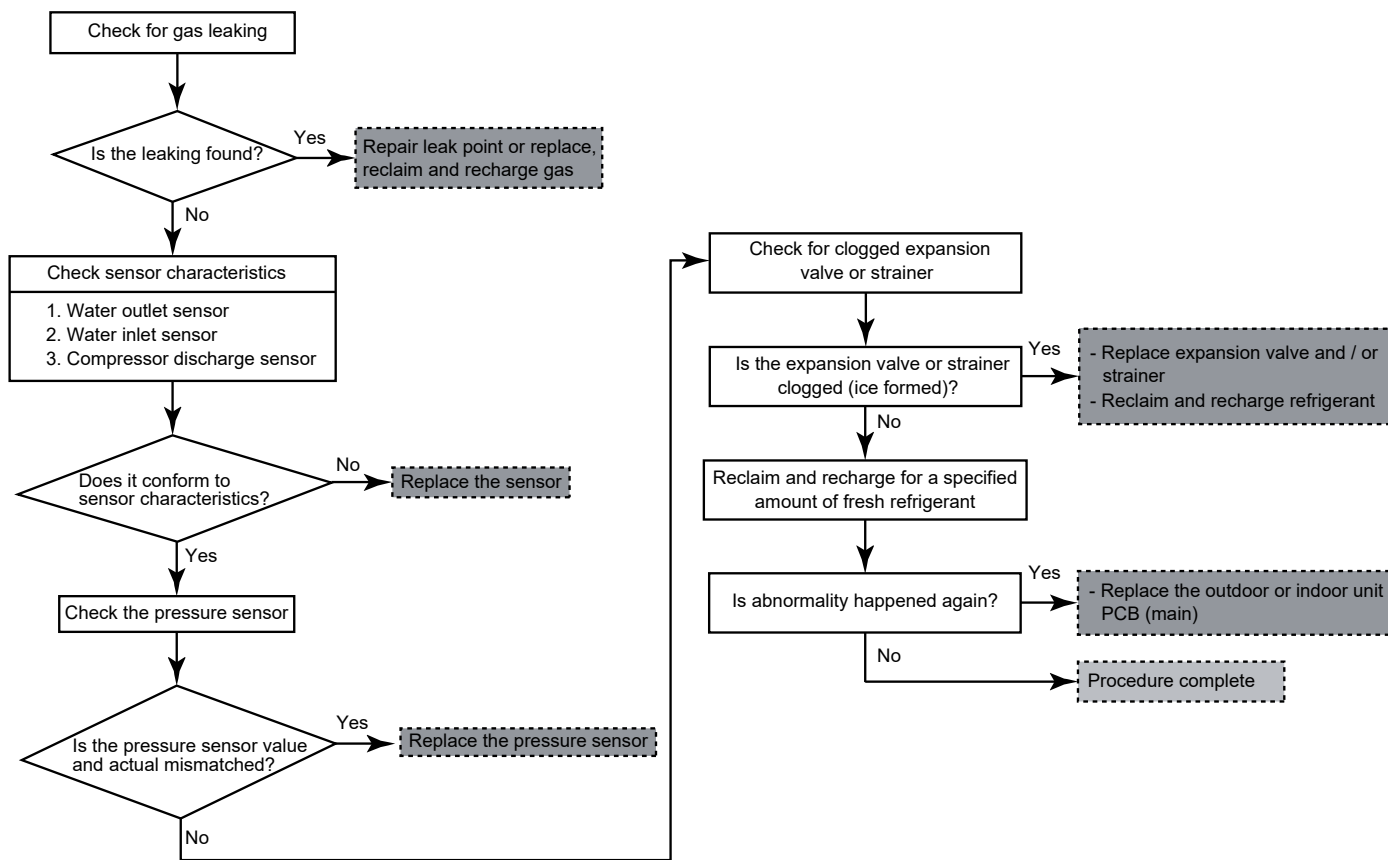 Check for gas leaking
Is the leaking found?
Yes
Repair leak point or replace,
reclaim and recharge gas
No
Check sensor characteristics
1. Water outlet sensor
2. Water inlet sensor
3. Compressor discharge sensor
Does it conform to
sensor characteristics?
No
Replace the sensor
Yes
Check the pressure sensor
Is the pressure sensor value
and actual mismatched?
Yes
Replace the pressure sensor
No
Check for clogged expansion
valve or strainer
Is the expansion valve or strainer
clogged (ice formed)?
Yes
- Replace expansion valve and / or
strainer
- Reclaim and recharge refrigerant
No
Reclaim and recharge for a specified
amount of fresh refrigerant
Is abnormality happened again?
Yes
- Replace the outdoor or indoor unit
PCB (main)
No
Procedure complete